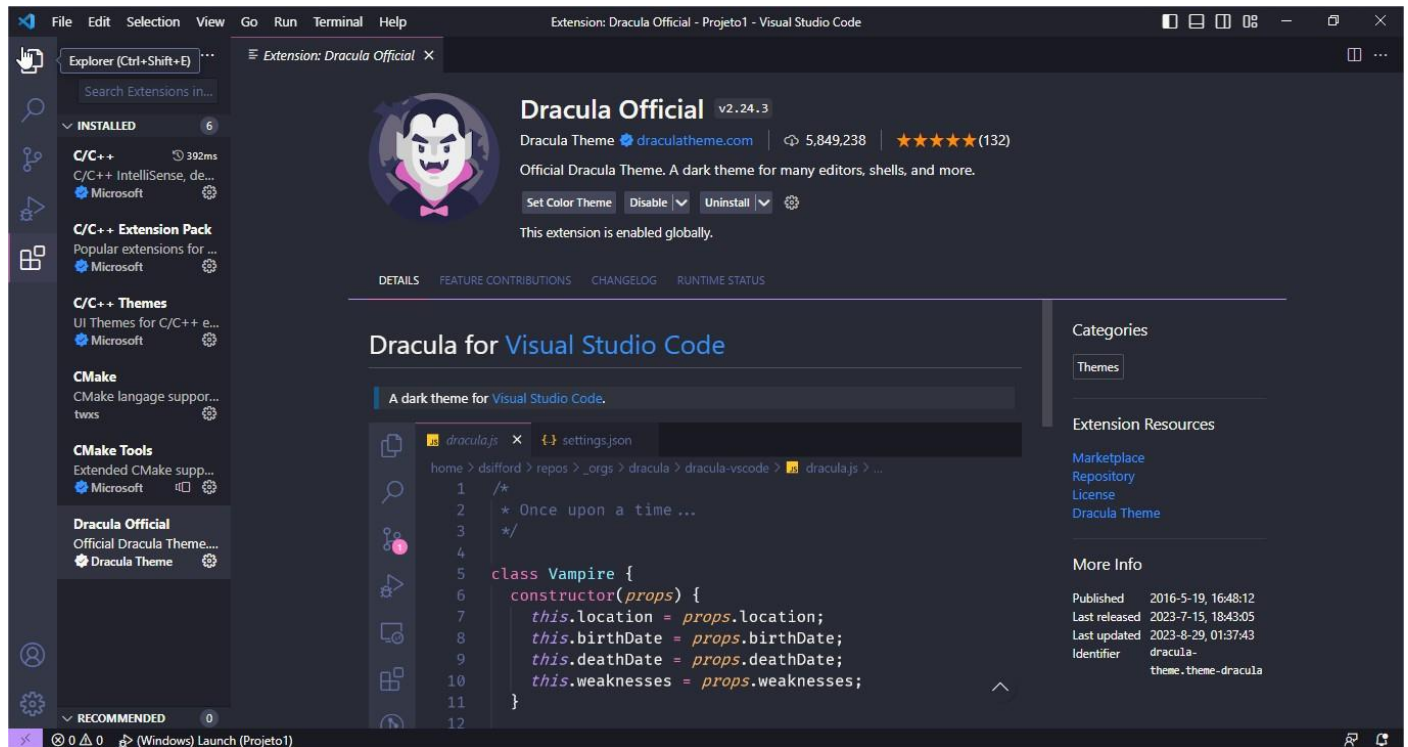 File Edit Selection View Go Run Terminal Help
Extension: Dracula Official - Projeto1 - Visual Studio Code
Explorer (Ctrl+Shift+E)
Extension: Dracula Official
Search Extensions in...
INSTALLED 6
C/C++ 392ms
C/C++ IntelliSense, de...
Microsoft
C/C++ Extension Pack
Popular extensions for ...
Microsoft
C/C++ Themes
UI Themes for C/C++ e...
Microsoft
CMake
CMake langage suppor...
twxs
CMake Tools
Extended CMake supp...
Microsoft
Dracula Official
Official Dracula Theme....
Dracula Theme
RECOMMENDED 0
Dracula Official v2.24.3
Dracula Theme draculatheme.com 5,849,238 (132)
Official Dracula Theme. A dark theme for many editors, shells, and more.
Set Color Theme Disable Uninstall
This extension is enabled globally.
DETAILS FEATURE CONTRIBUTIONS CHANGELOG RUNTIME STATUS
Dracula for Visual Studio Code
A dark theme for Visual Studio Code.
JS dracula.js {..} settings.json
home > dsifford > repos > _orgs > dracula > dracula-vscode > JS dracula.js > ...
1 /*
2 * Once upon a time ...
3 */
4
5 class Vampire {
6 constructor(props) {
7 this.location = props.location;
8 this.birthDate = props.birthDate;
9 this.deathDate = props.deathDate;
10 this.weaknesses = props.weaknesses;
11 }
12
1
Categories
Themes
Extension Resources
Marketplace
Repository
License
Dracula Theme
More Info
Published 2016-5-19, 16:48:12
Last released 2023-7-15, 18:43:05
Last updated 2023-8-29, 01:37:43
Identifier dracula-
theme.theme-dracula
0 0 (Windows) Launch (Projeto1)